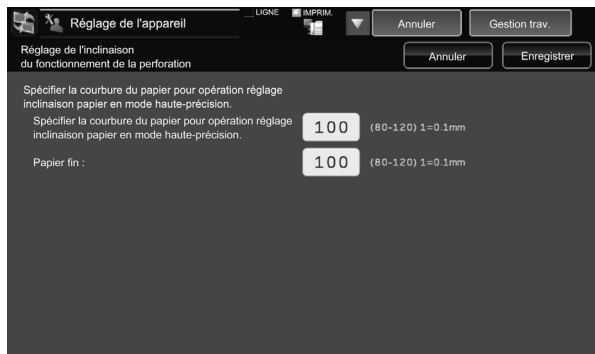 Réglage de l'appareil
LIGNE
IMPRIM.
Annuler
Gestion trav.
Réglage de l'inclinaison
du fonctionnement de la perforation
Annuler
Enregistrer
Spécifier la courbure du papier pour opération réglage
inclinaison papier en mode haute-précision.
Spécifier la courbure du papier pour opération réglage
inclinaison papier en mode haute-précision.
100
(80-120) 1=0.1mm
Papier fin :
100
(80-120) 1=0.1mm